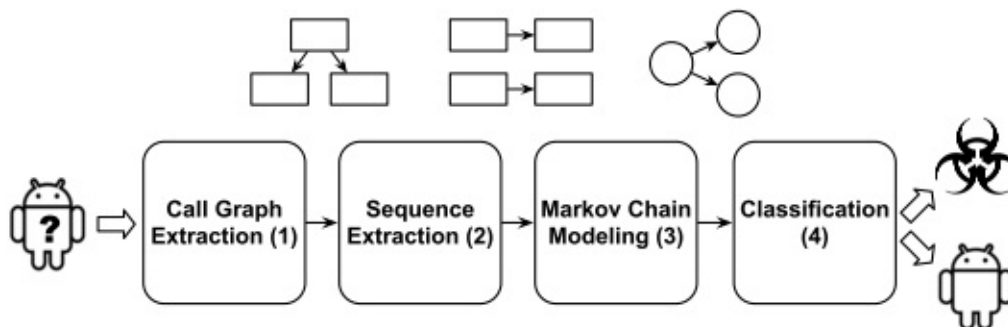 ?
Call Graph
Extraction (1)
Sequence
Extraction (2)
Markov Chain
Modeling (3)
Classification
(4)